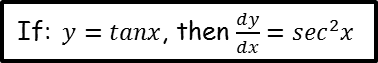 If: y = tanx, then dy/dx = sec²x